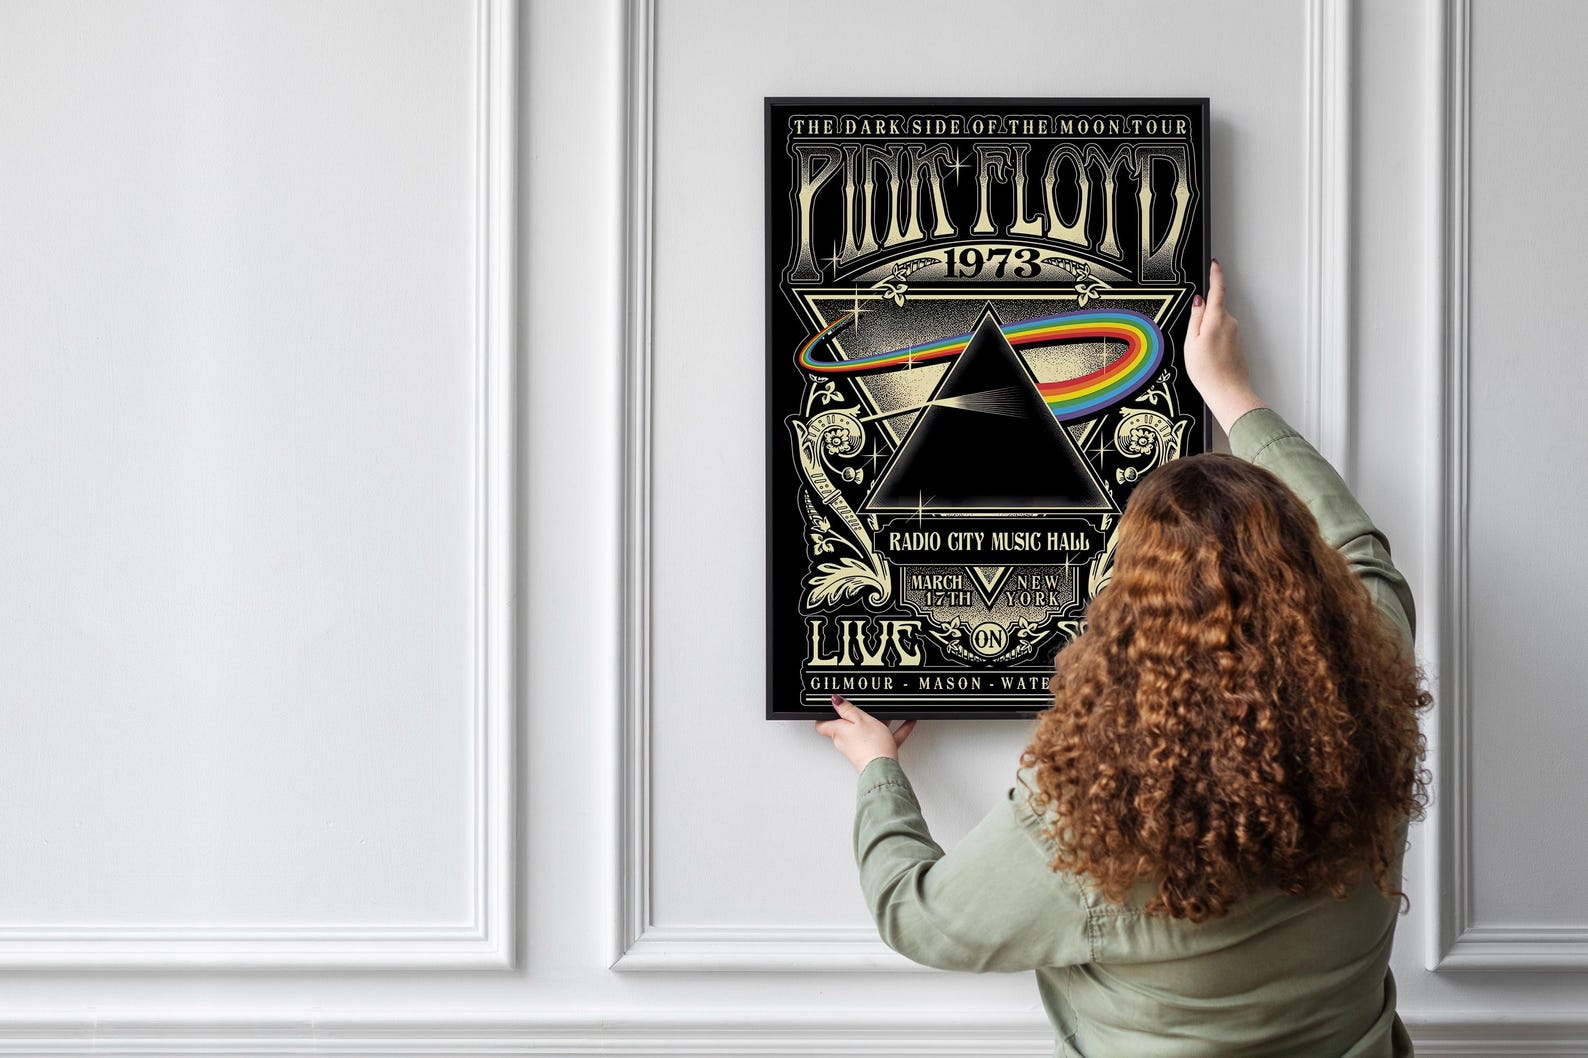 THE DARK SIDE OF THE MOON TOUR
PINK FLOYD
1973
RADIO CITY MUSIC HALL
MARCH 17TH
NEW YORK
LIVE ON
GILMOUR - MASON -